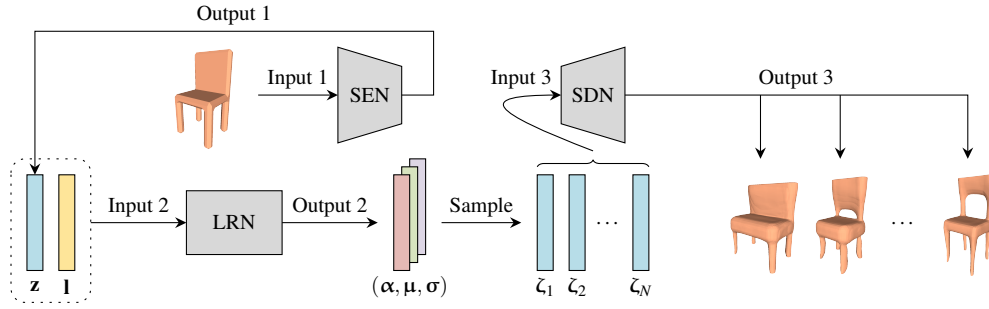 Output 1
Input 1
SEN
Input 3
SDN
Output 3
Input 2
LRN
Output 2
Sample
...
...
z
l
(α, μ, σ)
ζ1
ζ2
ζN